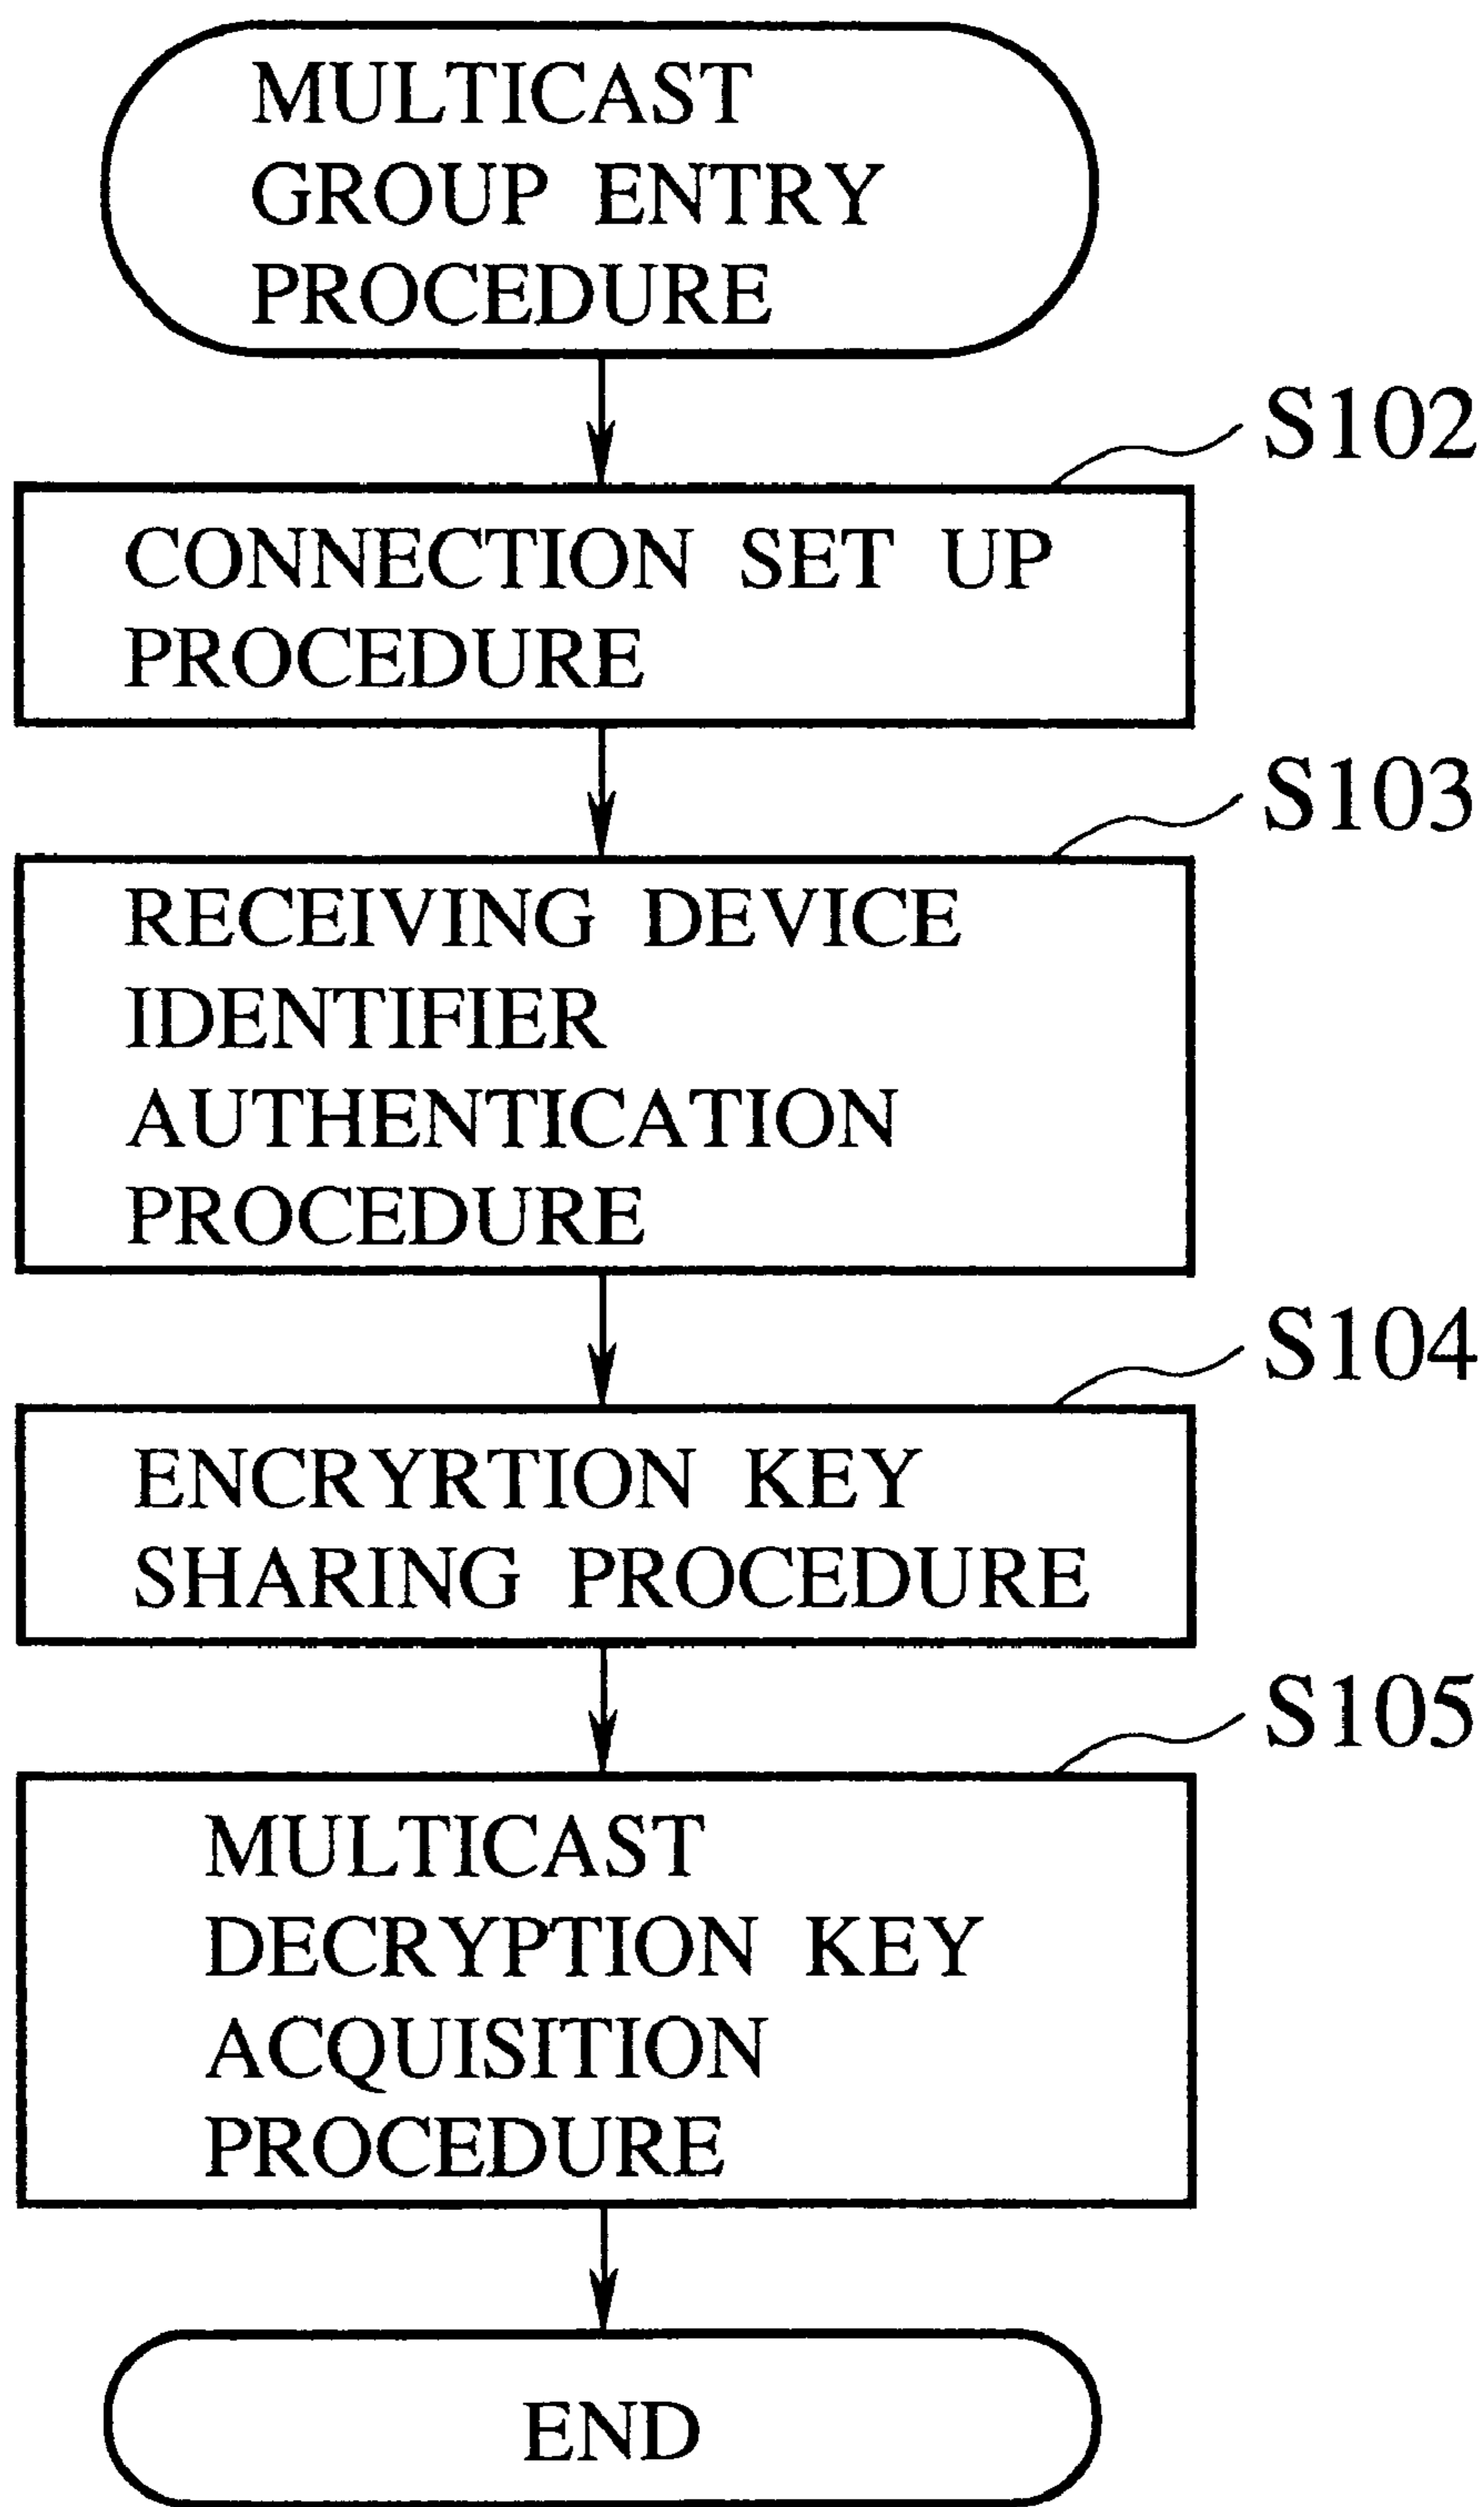 MULTICAST
GROUP ENTRY
PROCEDURE
S102
CONNECTION SET UP
PROCEDURE
S103
RECEIVING DEVICE
IDENTIFIER
AUTHENTICATION
PROCEDURE
S104
ENCRYRTION KEY
SHARING PROCEDURE
S105
MULTICAST
DECRYPTION KEY
ACQUISITION
PROCEDURE
END